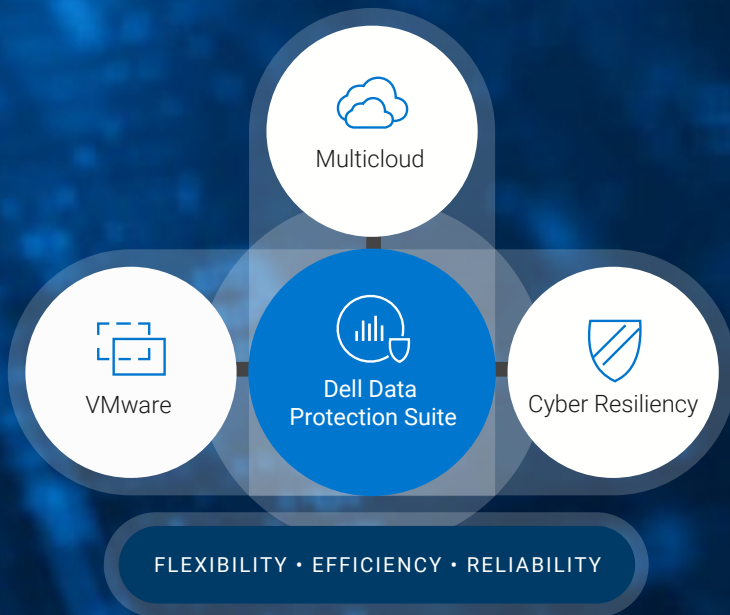 Multicloud
VMware
Dell Data
Protection Suite
Cyber Resiliency
FLEXIBILITY • EFFICIENCY • RELIABILITY